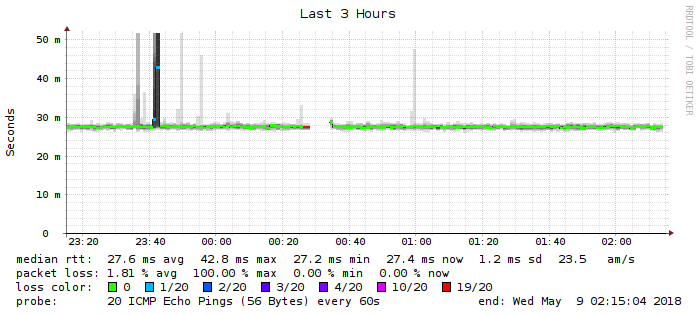 Last 3 Hours
RRDTOOL / TOBI OETIKER
Seconds
50 m
40 m
30 m
20 m
10 m
0
23:20 23:40 00:00 00:20 00:40 01:00 01:20 01:40 02:00
median rtt: 27.6 ms avg 42.8 ms max 27.2 ms min 27.4 ms now 1.2 ms sd 23.5 am/s
packet loss: 1.81 % avg 100.00 % max 0.00 % min 0.00 % now
loss color: 0 1/20 2/20 3/20 4/20 10/20 19/20
probe: 20 ICMP Echo Pings (56 Bytes) every 60s end: Wed May 9 02:15:04 2018